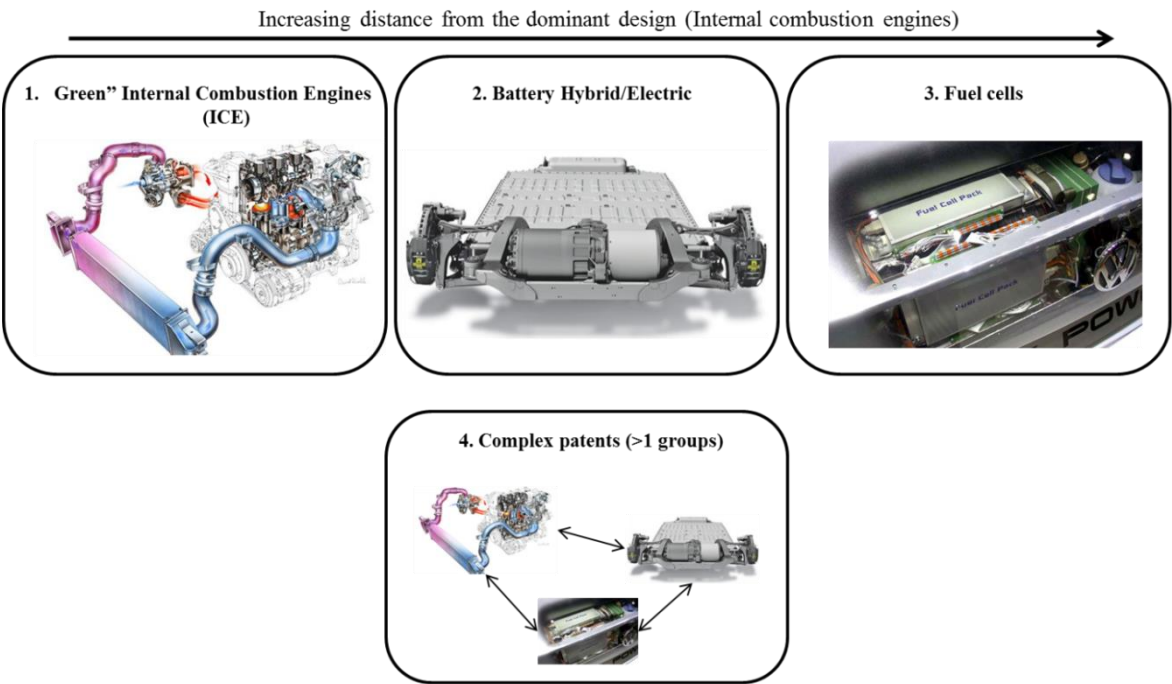 Increasing distance from the dominant design (Internal combustion engines)
1. Green” Internal Combustion Engines
(ICE)
2. Battery Hybrid/Electric
3. Fuel cells
Fuel Cell Pack
Fuel Cell Pack
POW
4. Complex patents (>1 groups)